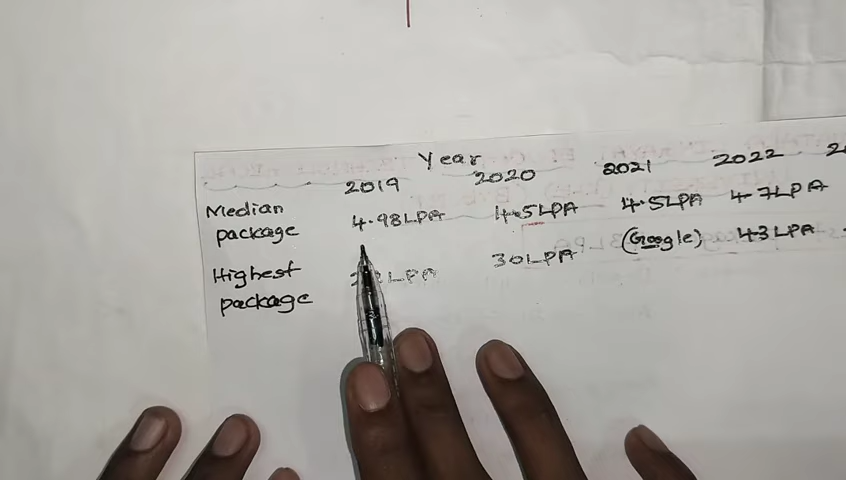 Year
2019 2020 2021 2022
Median package 4.98LPA 4.5LPA 4.5LPA 4.7LPA
Highest package LPA 30LPA (Google) 43LPA